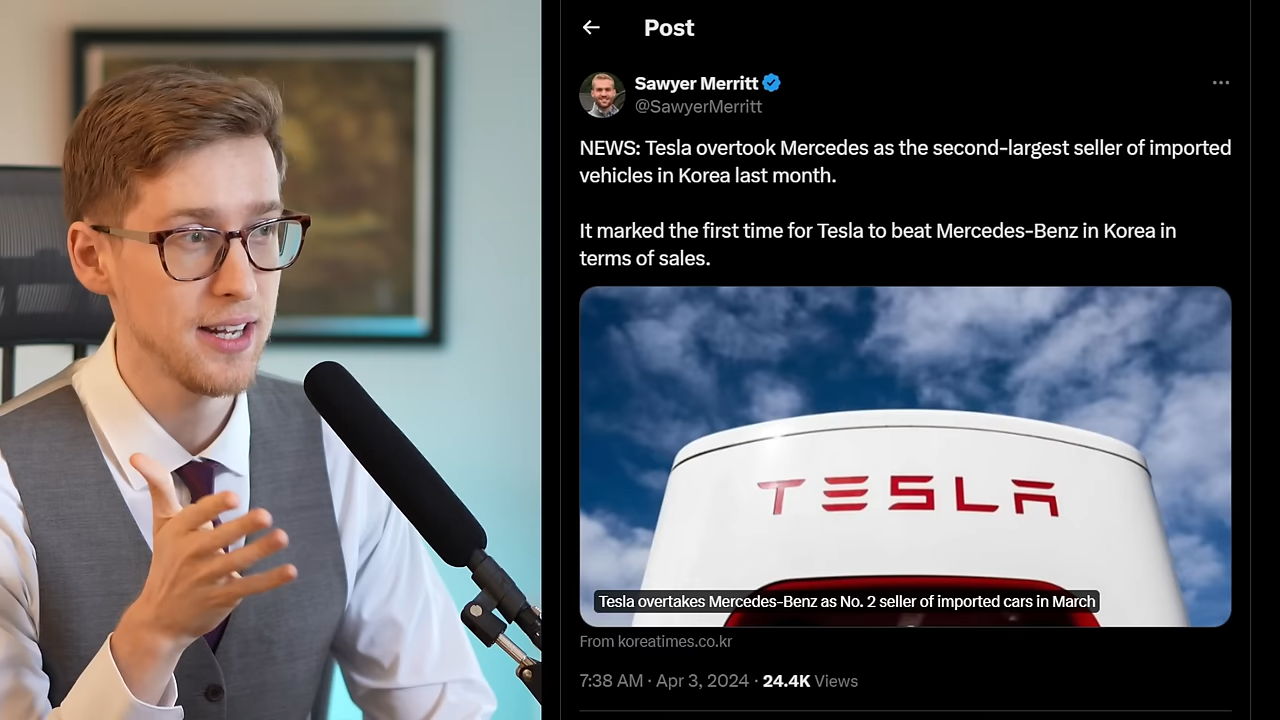 Post
Sawyer Merritt
@SawyerMerritt
NEWS: Tesla overtook Mercedes as the second-largest seller of imported
vehicles in Korea last month.
It marked the first time for Tesla to beat Mercedes-Benz in Korea in
terms of sales.
TESLA
Tesla overtakes Mercedes-Benz as No. 2 seller of imported cars in March
From koreatimes.co.kr
7:38 AM · Apr 3, 2024 · 24.4K Views